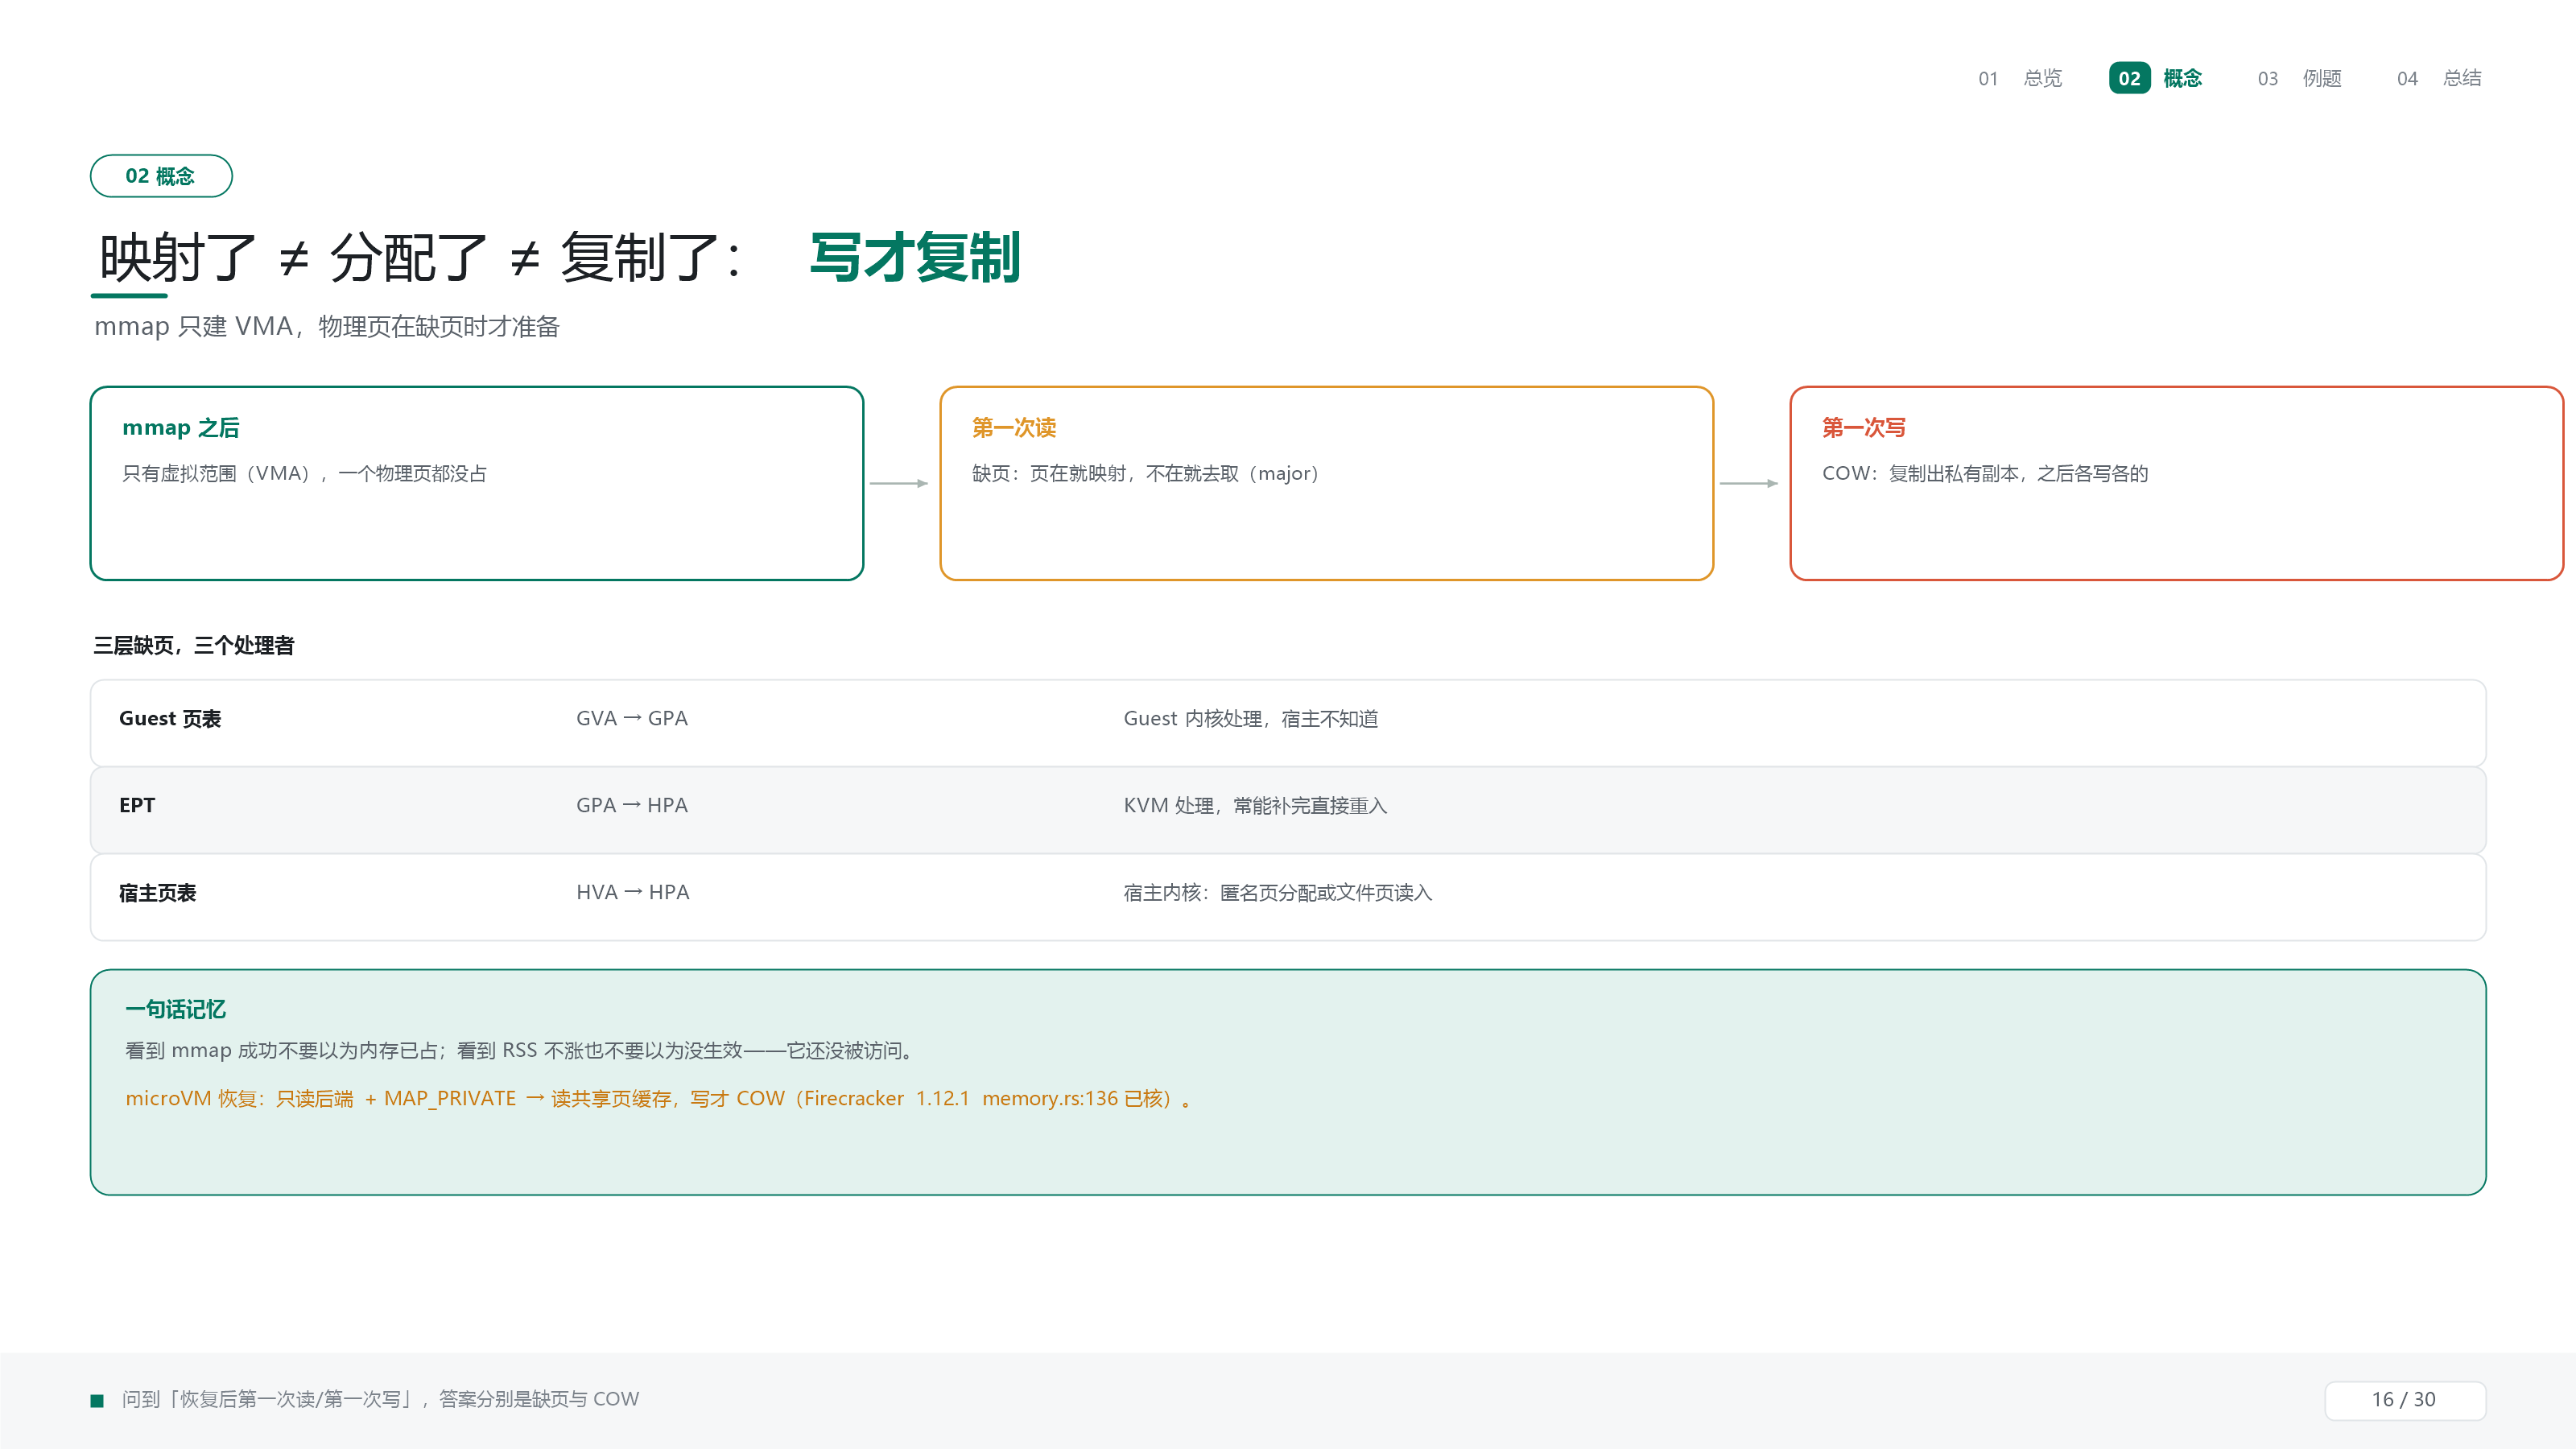 01 总览 02 概念 03 例题 04 总结
02 概念
映射了 ≠ 分配了 ≠ 复制了： 写才复制
mmap 只建 VMA，物理页在缺页时才准备
mmap 之后
只有虚拟范围（VMA），一个物理页都没占
第一次读
缺页：页在就映射，不在就去取（major）
第一次写
COW：复制出私有副本，之后各写各的
三层缺页，三个处理者
Guest 页表 GVA → GPA Guest 内核处理，宿主不知道
EPT GPA → HPA KVM 处理，常能补完直接重入
宿主页表 HVA → HPA 宿主内核：匿名页分配或文件页读入
一句话记忆
看到 mmap 成功不要以为内存已占；看到 RSS 不涨也不要以为没生效——它还没被访问。
microVM 恢复：只读后端 + MAP_PRIVATE → 读共享页缓存，写才 COW（Firecracker 1.12.1 memory.rs:136 已核）。
问到「恢复后第一次读/第一次写」，答案分别是缺页与 COW
16 / 30